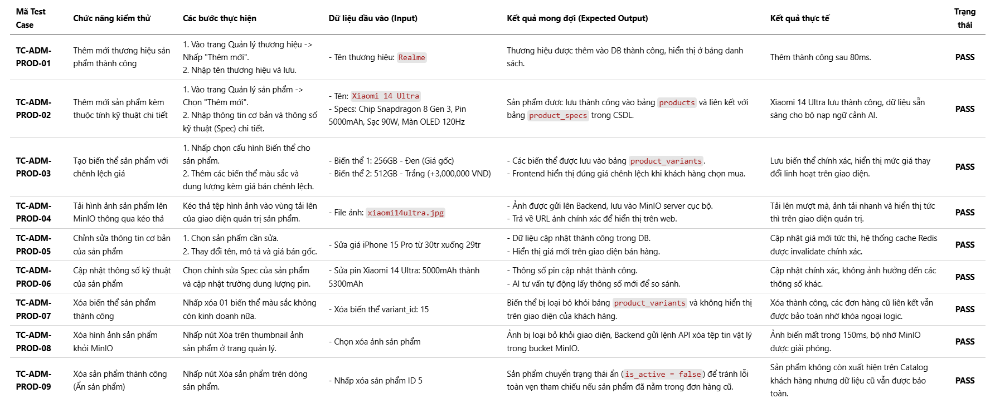 Mã Test Case
Chức năng kiểm thử
Các bước thực hiện
Dữ liệu đầu vào (Input)
Kết quả mong đợi (Expected Output)
Kết quả thực tế
Trạng thái
TC-ADM-
PROD-01
Thêm mới thương hiệu sản
phẩm thành công
1. Vào trang Quản lý thương hiệu ->
Nhấp "Thêm mới".
2. Nhập tên thương hiệu và lưu.
- Tên thương hiệu: Realme
Thương hiệu được thêm vào DB thành công, hiển thị ở bảng danh
sách.
Thêm thành công sau 80ms.
PASS
TC-ADM-
PROD-02
Thêm mới sản phẩm kèm
thuộc tính kỹ thuật chi tiết
1. Vào trang Quản lý sản phẩm ->
Chọn "Thêm mới".
2. Nhập thông tin cơ bản và thông số
kỹ thuật (Spec) chi tiết.
- Tên: Xiaomi 14 Ultra
- Specs: Chip Snapdragon 8 Gen 3, Pin
5000mAh, Sạc 90W, Màn OLED 120Hz
Sản phẩm được lưu thành công vào bảng products và liên kết với
bảng product_specs trong CSDL.
Xiaomi 14 Ultra lưu thành công, dữ liệu sẵn
sàng cho bộ nạp ngữ cảnh AI.
PASS
TC-ADM-
PROD-03
Tạo biến thể sản phẩm với
chênh lệch giá
1. Nhấp chọn cấu hình Biến thể cho
sản phẩm.
2. Thêm các biến thể màu sắc và
dung lượng kèm giá bán chênh lệch.
- Biến thể 1: 256GB - Đen (Giá gốc)
- Biến thể 2: 512GB - Trắng (+3,000,000 VND)
- Các biến thể được lưu vào bảng product_variants.
- Frontend hiển thị đúng giá chênh lệch khi khách hàng chọn mua.
Lưu biến thể chính xác, hiển thị mức giá thay
đổi linh hoạt trên giao diện.
PASS
TC-ADM-
PROD-04
Tải hình ảnh sản phẩm lên
MinIO thông qua kéo thả
Kéo thả tệp hình ảnh vào vùng tải lên
của giao diện quản trị sản phẩm.
- File ảnh: xiaomi14ultra.jpg
- Ảnh được gửi lên Backend, lưu vào MinIO server cục bộ.
- Trả về URL ảnh chính xác để hiển thị trên web.
Tải lên mượt mà, ảnh tải nhanh và hiển thị tức
thì trên giao diện quản trị.
PASS
TC-ADM-
PROD-05
Chỉnh sửa thông tin cơ bản
của sản phẩm
1. Chọn sản phẩm cần sửa.
2. Thay đổi tên, mô tả và giá bán gốc.
- Sửa giá iPhone 15 Pro từ 30tr xuống 29tr
- Dữ liệu cập nhật thành công trong DB.
- Hiển thị giá mới trên giao diện bán hàng.
Cập nhật giá mới tức thì, hệ thống cache Redis
được invalidate chính xác.
PASS
TC-ADM-
PROD-06
Cập nhật thông số kỹ thuật
của sản phẩm
Chọn chỉnh sửa Spec của sản phẩm
và cập nhật trường dung lượng pin.
- Sửa pin Xiaomi 14 Ultra: 5000mAh thành
5300mAh
- Thông số pin cập nhật thành công.
- AI tư vấn tự động lấy thông số mới để so sánh.
Cập nhật chính xác, không ảnh hưởng đến các
thông số khác.
PASS
TC-ADM-
PROD-07
Xóa biến thể sản phẩm
thành công
Nhấp xóa 01 biến thể màu sắc không
còn kinh doanh nữa.
- Xóa biến thể variant_id: 15
Biến thể bị loại bỏ khỏi bảng product_variants và không hiển thị
trên giao diện của khách hàng.
Xóa thành công, các đơn hàng cũ liên kết vẫn
được bảo toàn nhờ khóa ngoại logic.
PASS
TC-ADM-
PROD-08
Xóa hình ảnh sản phẩm
khỏi MinIO
Nhấp nút Xóa trên thumbnail ảnh
sản phẩm ở trang quản lý.
- Chọn xóa ảnh sản phẩm
Ảnh bị loại bỏ khỏi giao diện, Backend gửi lệnh API xóa tệp tin vật lý
trong bucket MinIO.
Ảnh biến mất trong 150ms, bộ nhớ MinIO
được giải phóng.
PASS
TC-ADM-
PROD-09
Xóa sản phẩm thành công
(Ẩn sản phẩm)
Nhấp nút Xóa sản phẩm trên dòng
sản phẩm.
- Nhấp xóa sản phẩm ID 5
Sản phẩm chuyển trạng thái ẩn (is_active = false) để tránh lỗi
toàn vẹn tham chiếu nếu sản phẩm đã nằm trong đơn hàng cũ.
Sản phẩm không còn xuất hiện trên Catalog
khách hàng nhưng dữ liệu cũ vẫn được bảo
toàn.
PASS